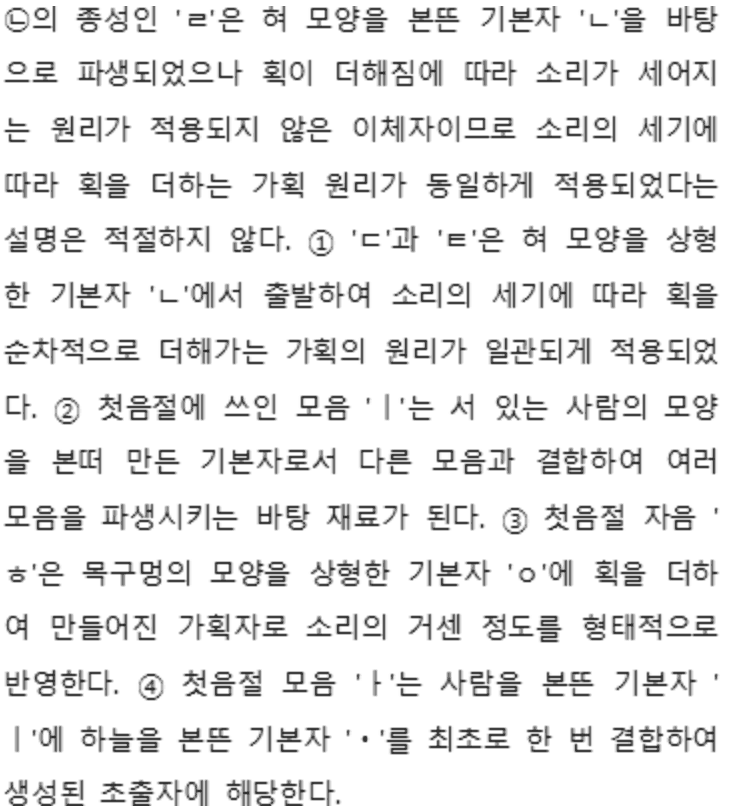 ㉡의 종성인 'ㄹ'은 혀 모양을 본뜬 기본자 'ㄴ'을 바탕
으로 파생되었으나 획이 더해짐에 따라 소리가 세어지
는 원리가 적용되지 않은 이체자이므로 소리의 세기에
따라 획을 더하는 가획 원리가 동일하게 적용되었다는
설명은 적절하지 않다. ① 'ㄷ'과 'ㅌ'은 혀 모양을 상형
한 기본자 'ㄴ'에서 출발하여 소리의 세기에 따라 획을
순차적으로 더해가는 가획의 원리가 일관되게 적용되었
다. ② 첫음절에 쓰인 모음 'ㅣ'는 서 있는 사람의 모양
을 본떠 만든 기본자로서 다른 모음과 결합하여 여러
모음을 파생시키는 바탕 재료가 된다. ③ 첫음절 자음 '
ㅎ'은 목구멍의 모양을 상형한 기본자 'ㅇ'에 획을 더하
여 만들어진 가획자로 소리의 거센 정도를 형태적으로
반영한다. ④ 첫음절 모음 'ㅏ'는 사람을 본뜬 기본자 '
ㅣ'에 하늘을 본뜬 기본자 'ㆍ'를 최초로 한 번 결합하여
생성된 초출자에 해당한다.